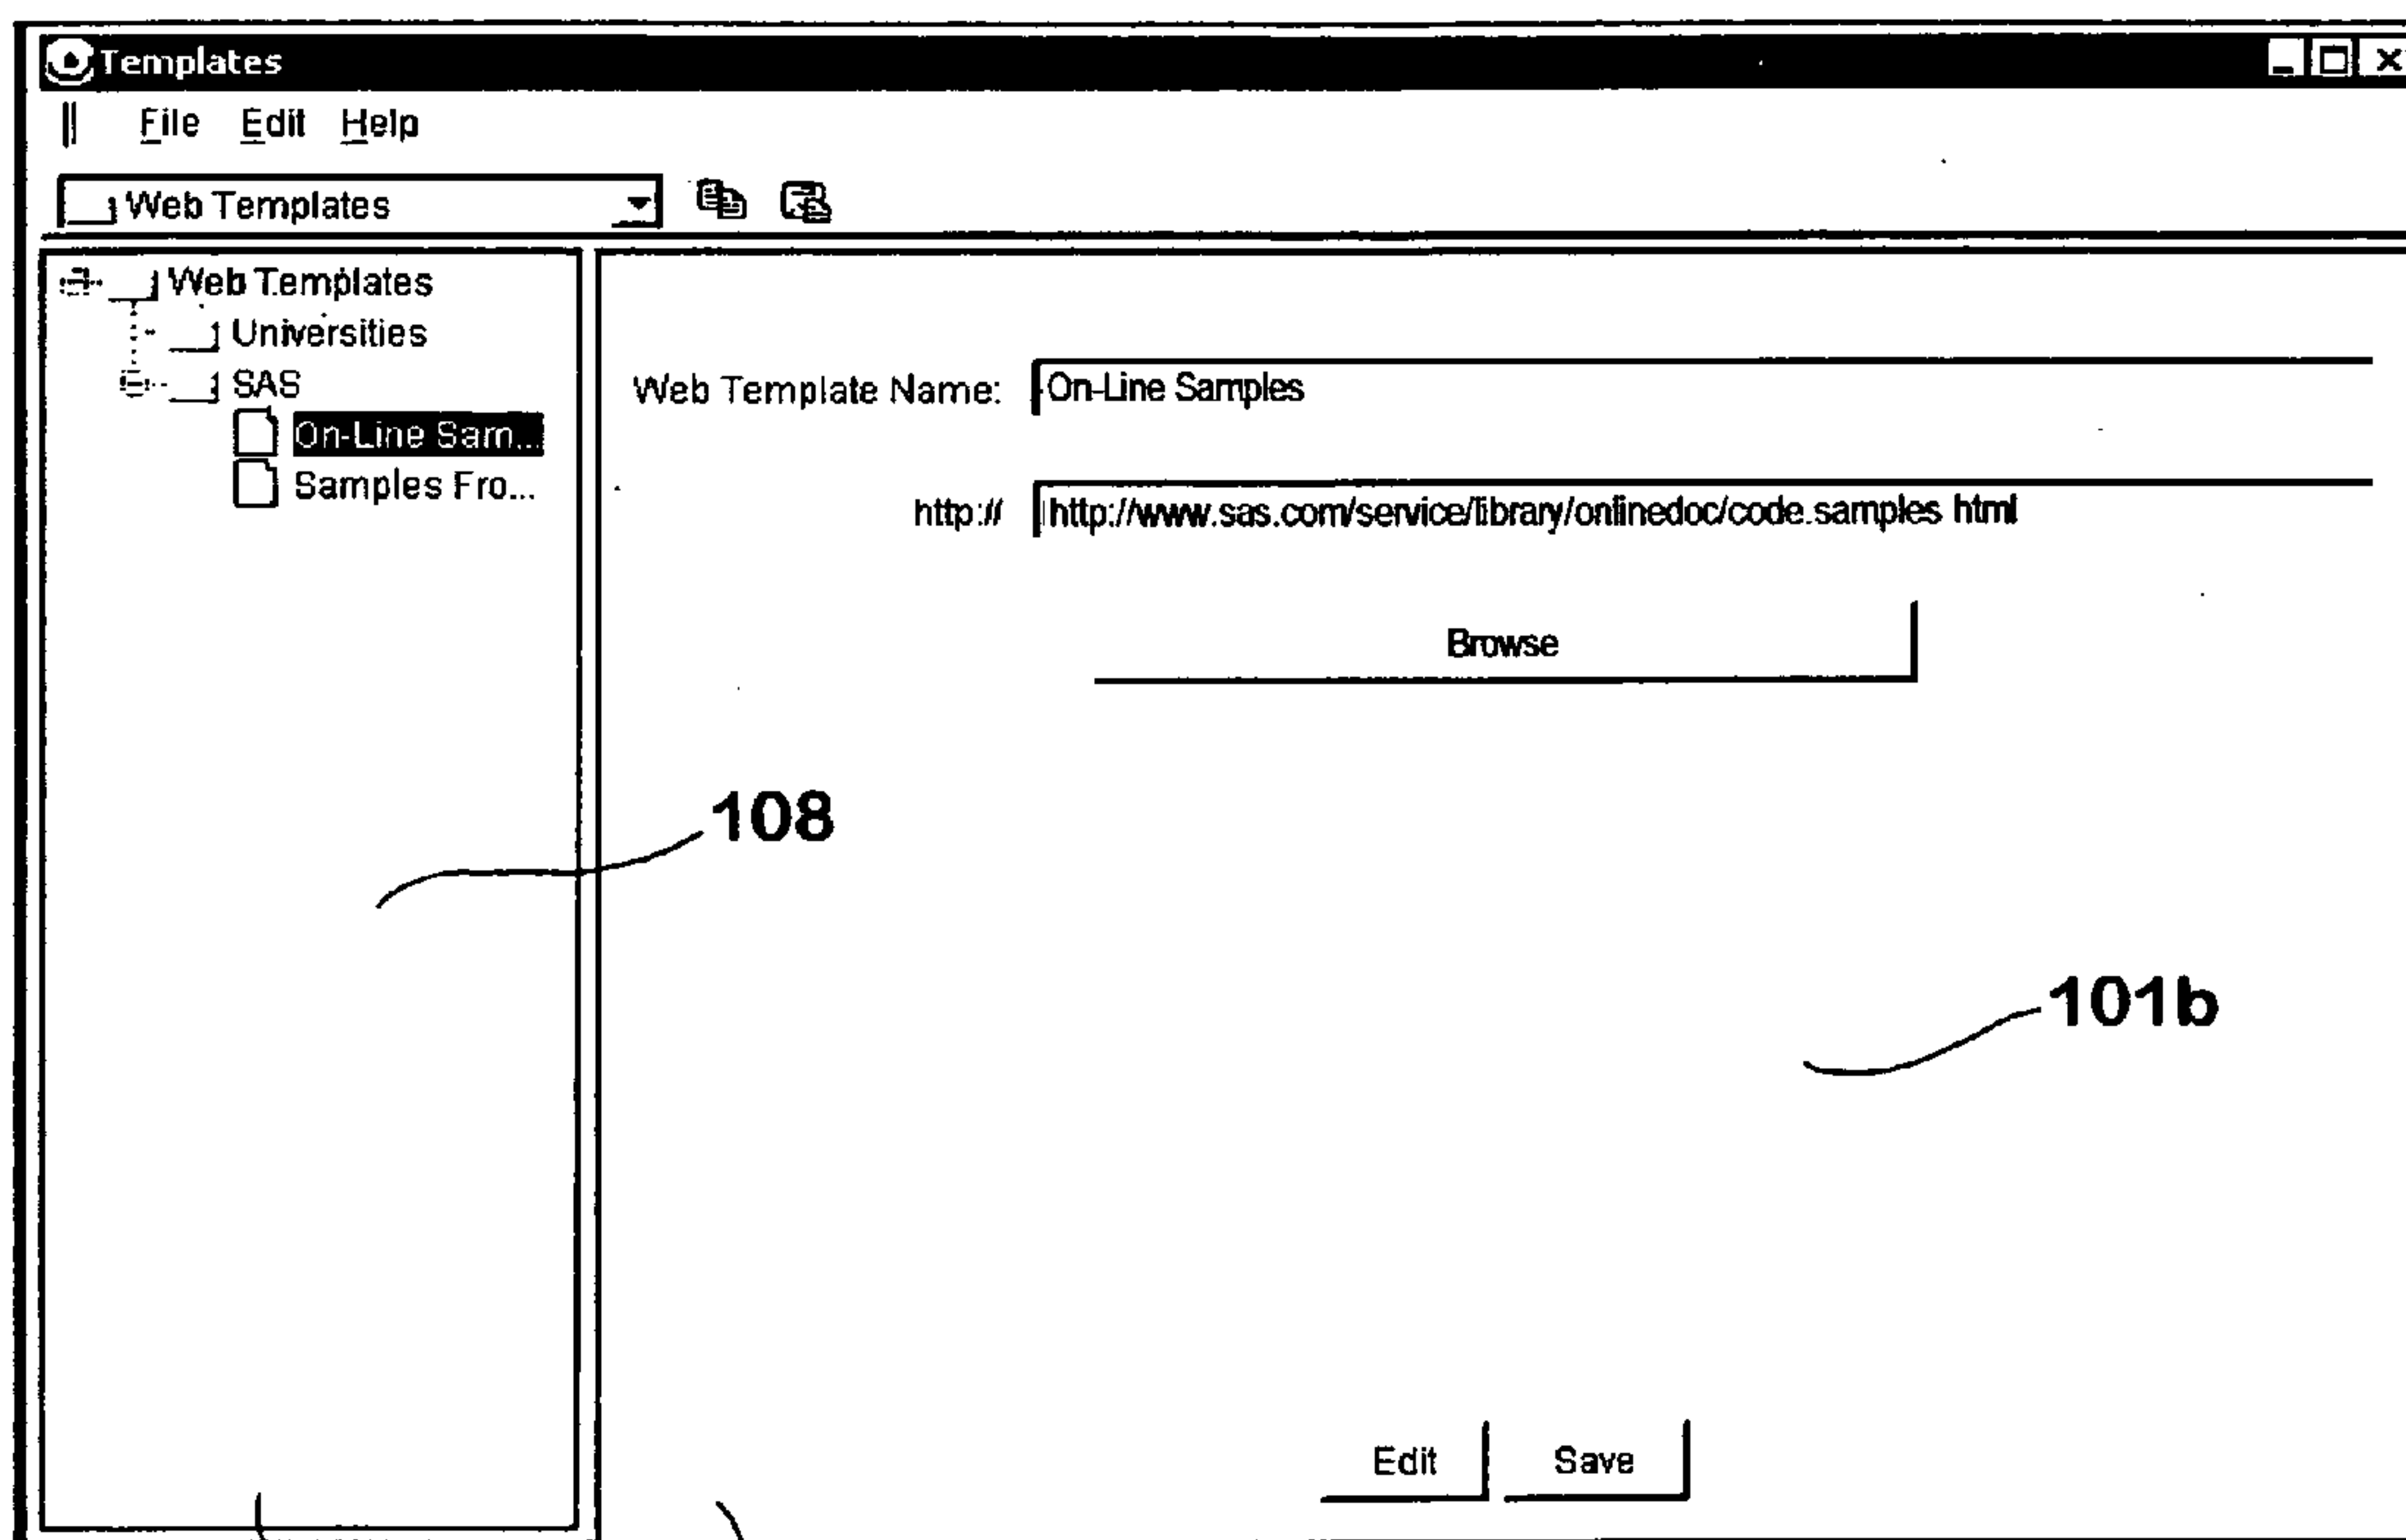 Templates
File Edit Help
Web Templates
Web Templates
Universities
SAS
On-Line Sam...
Samples Fro...
Web Template Name: On-Line Samples
http:// http://www.sas.com/service/library/onlinedoc/code.samples html
Browse
108
101b
Edit Save